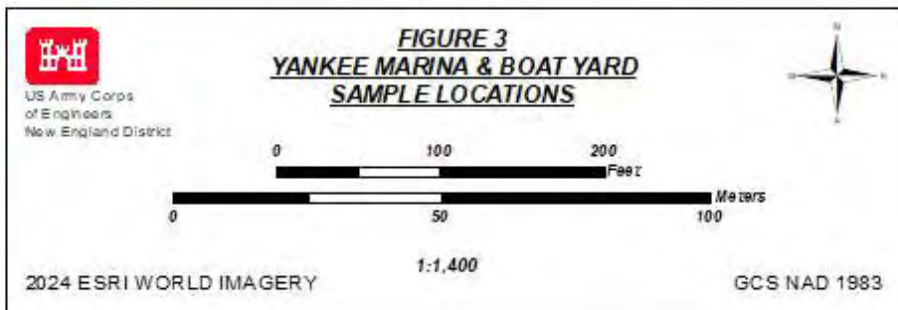 FIGURE 3
YANKEE MARINA & BOAT YARD
SAMPLE LOCATIONS
US Army Corps
of Engineers
New England District
N
0 100 200
Feet
Meters
0 50 100
1:1,400
2024 ESRI WORLD IMAGERY
GCS NAD 1983